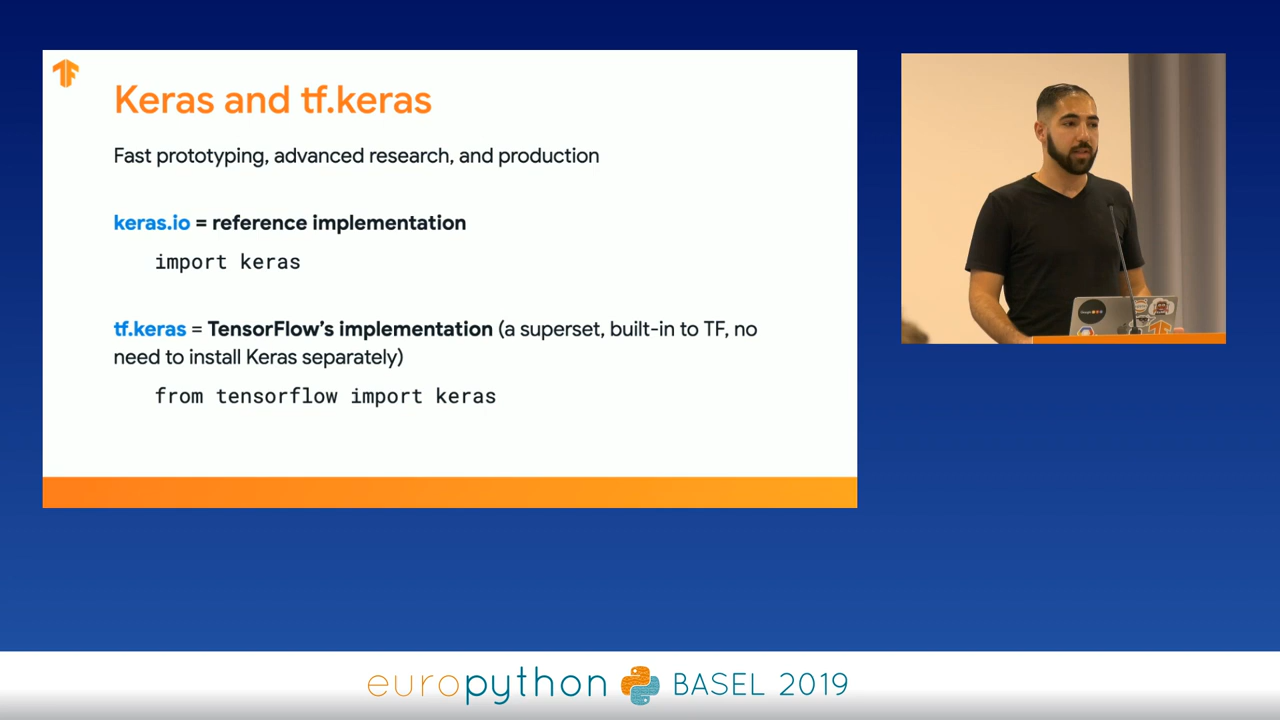 Keras and tf.keras
Fast prototyping, advanced research, and production
keras.io = reference implementation
import keras
tf.keras = TensorFlow’s implementation (a superset, built-in to TF, no
need to install Keras separately)
from tensorflow import keras
europython BASEL 2019